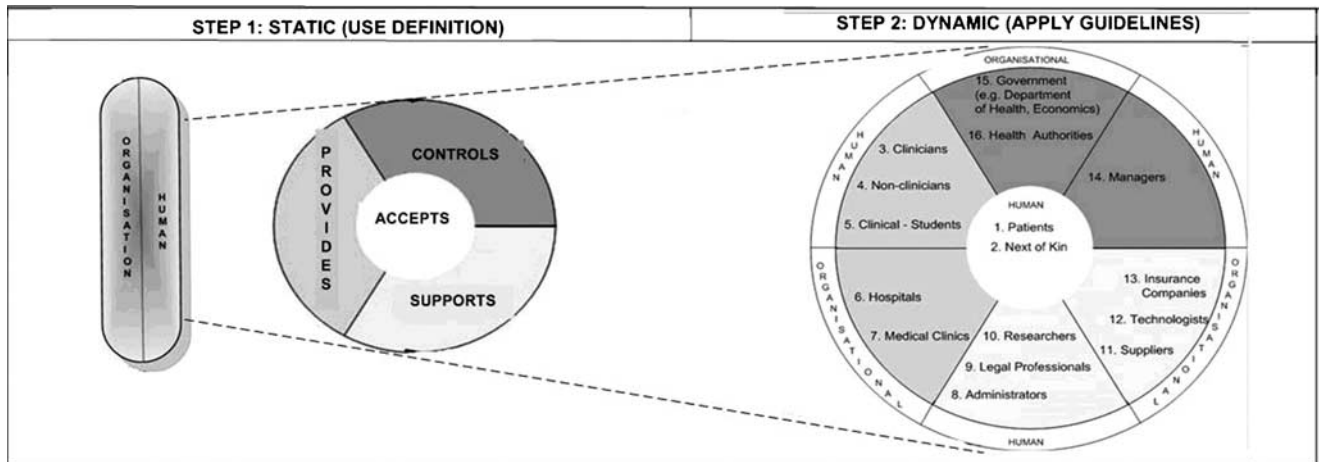 STEP 1: STATIC (USE DEFINITION)
STEP 2: DYNAMIC (APPLY GUIDELINES)
ORGANISATION
HUMAN
PROVIDES
CONTROLS
ACCEPTS
SUPPORTS
ORGANISATIONAL
15. Government
(e.g. Department
of Health, Economics)
16. Health Authorities
HUMAN
3. Clinicians
4. Non-clinicians
5. Clinical - Students
HUMAN
14. Managers
HUMAN
1. Patients
2. Next of Kin
ORGANISATIONAL
6. Hospitals
7. Medical Clinics
10. Researchers
9. Legal Professionals
8. Administrators
HUMAN
13. Insurance
Companies
12. Technologists
11. Suppliers
ORGANISATIONAL